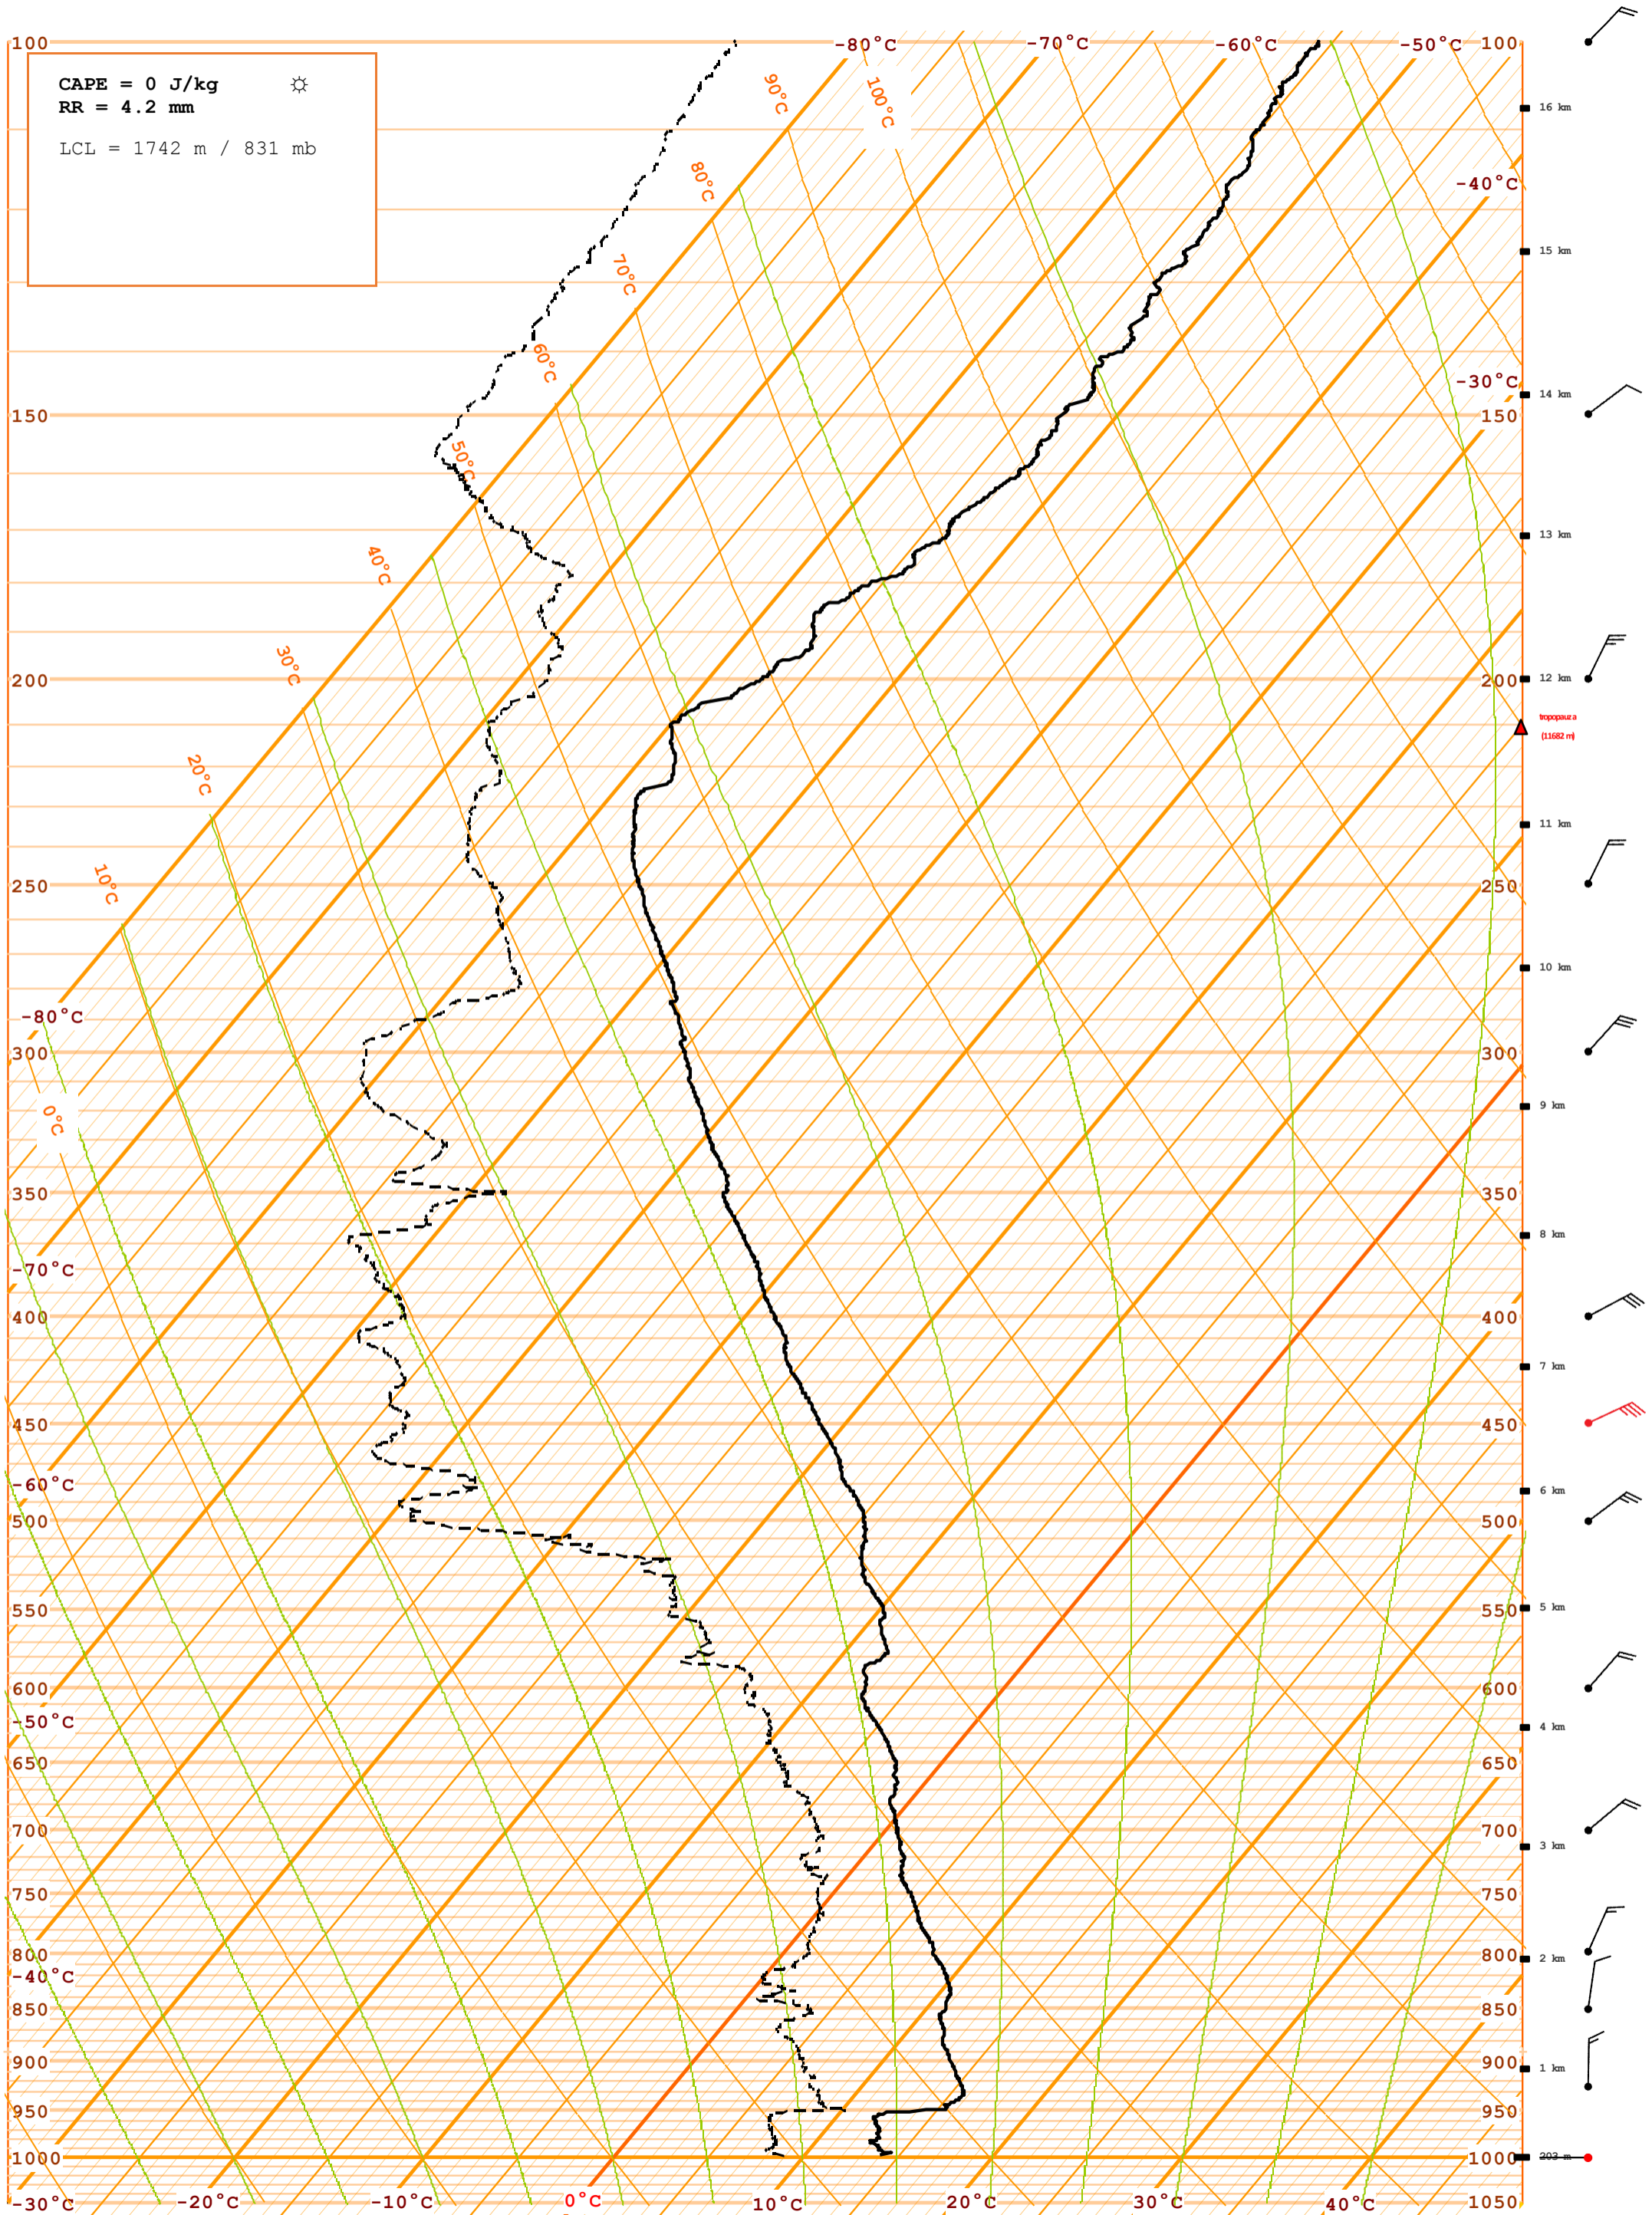 -80°C -70°C -60°C -50°C
100 100
CAPE = 0 J/kg
RR = 4.2 mm
LCL = 1742 m / 831 mb
90°C 100°C
16 km
80°C
-40°C
15 km
70°C
60°C
-30°C
14 km
150 150
50°C
13 km
40°C
30°C
200 200
12 km
tropopauza
(11682 m)
20°C
11 km
10°C
250 250
10 km
-80°C
300 300
0°C
9 km
350 350
8 km
-70°C
400 400
7 km
450 450
-60°C
6 km
500 500
550 550
5 km
600 600
-50°C
4 km
650 650
700 700
3 km
750 750
800 800
2 km
-40°C
850 850
900 900
1 km
950 950
1000 1000
203 m
-30°C -20°C -10°C 0°C 10°C 20°C 30°C 40°C 1050